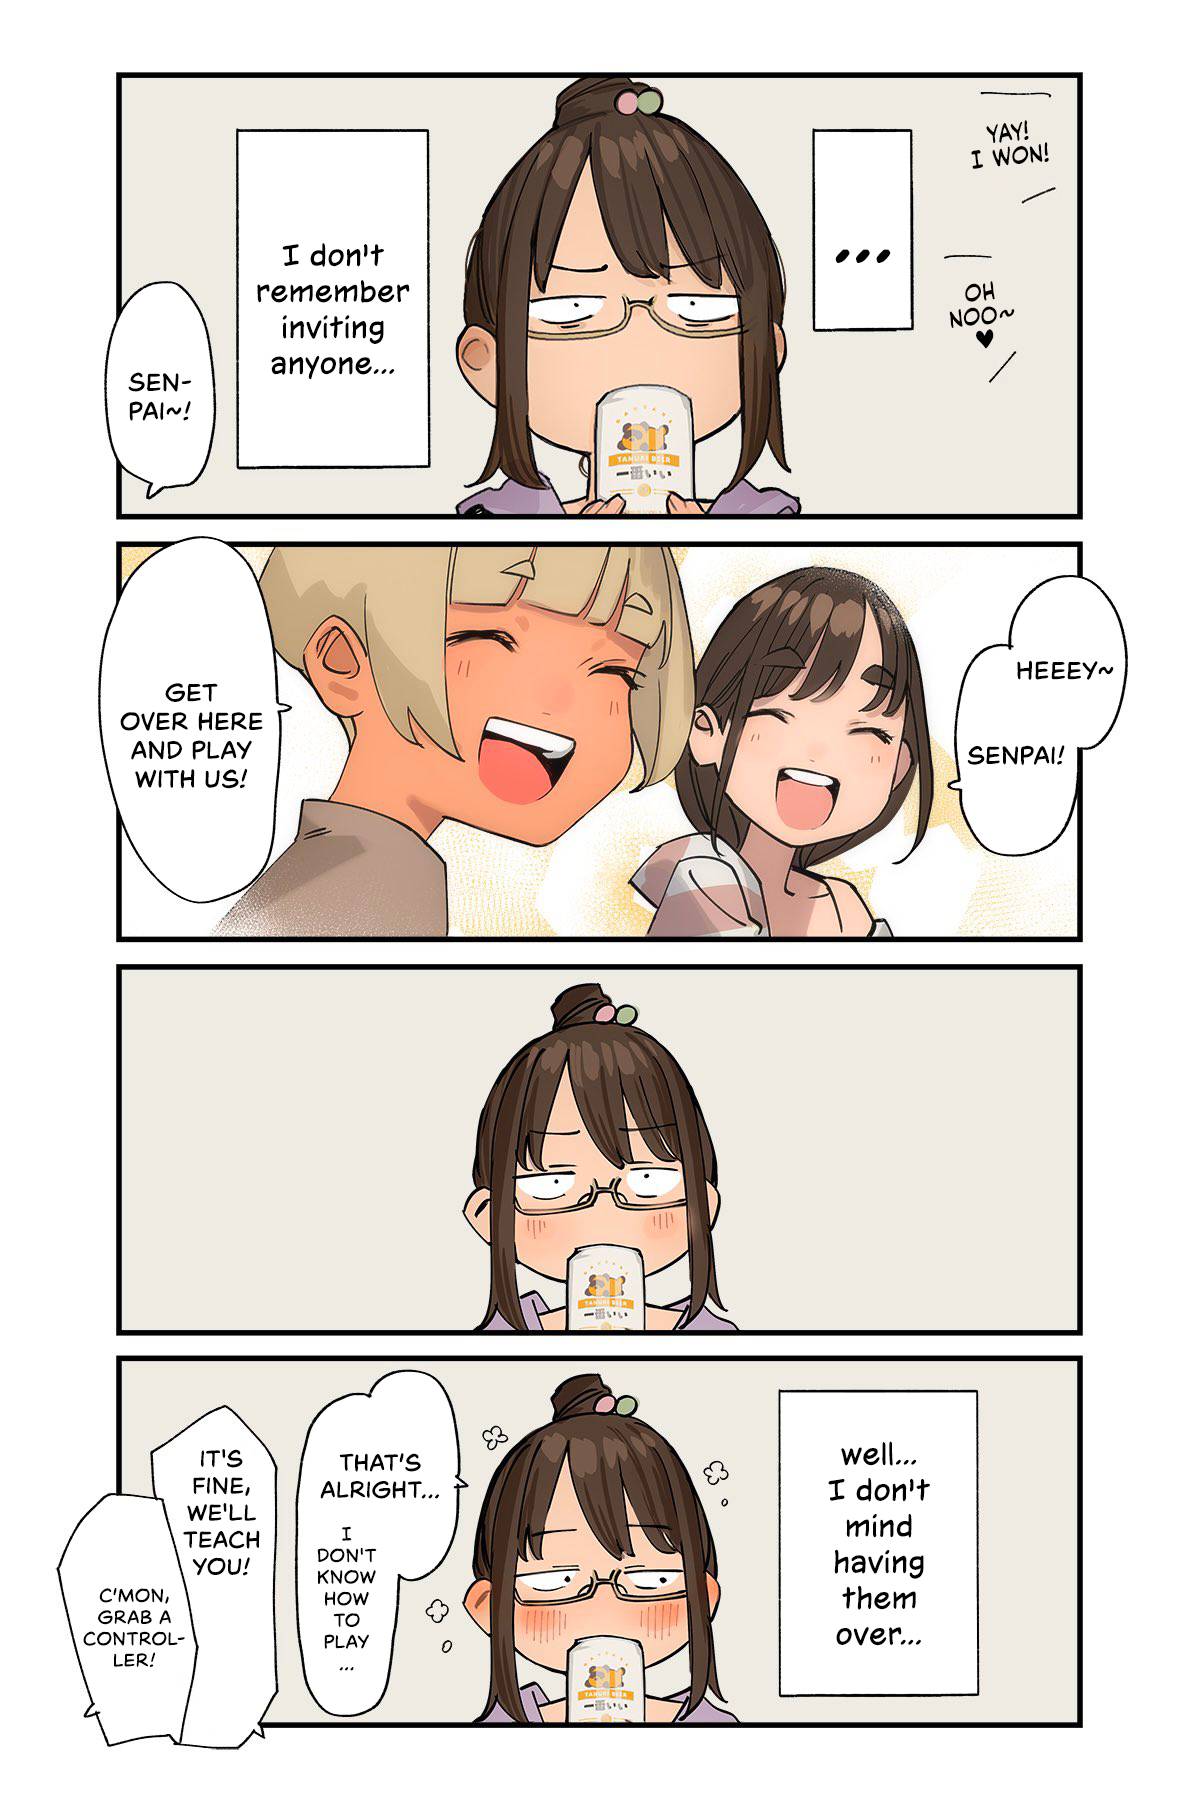 YAY!
I WON!
OH
NOO~
♥
...
I don't
remember
inviting
anyone...
SEN-
PAI~!
TANUKI BEER
一番いい
HEEEY~
SENPAI!
GET
OVER HERE
AND PLAY
WITH US!
TANUKI BEER
一番いい
well...
I don't
mind
having
them
over...
THAT'S
ALRIGHT...
I
DON'T
KNOW
HOW
TO
PLAY
...
IT'S
FINE,
WE'LL
TEACH
YOU!
C'MON,
GRAB A
CONTROL-
LER!
TANUKI BEER
一番いい